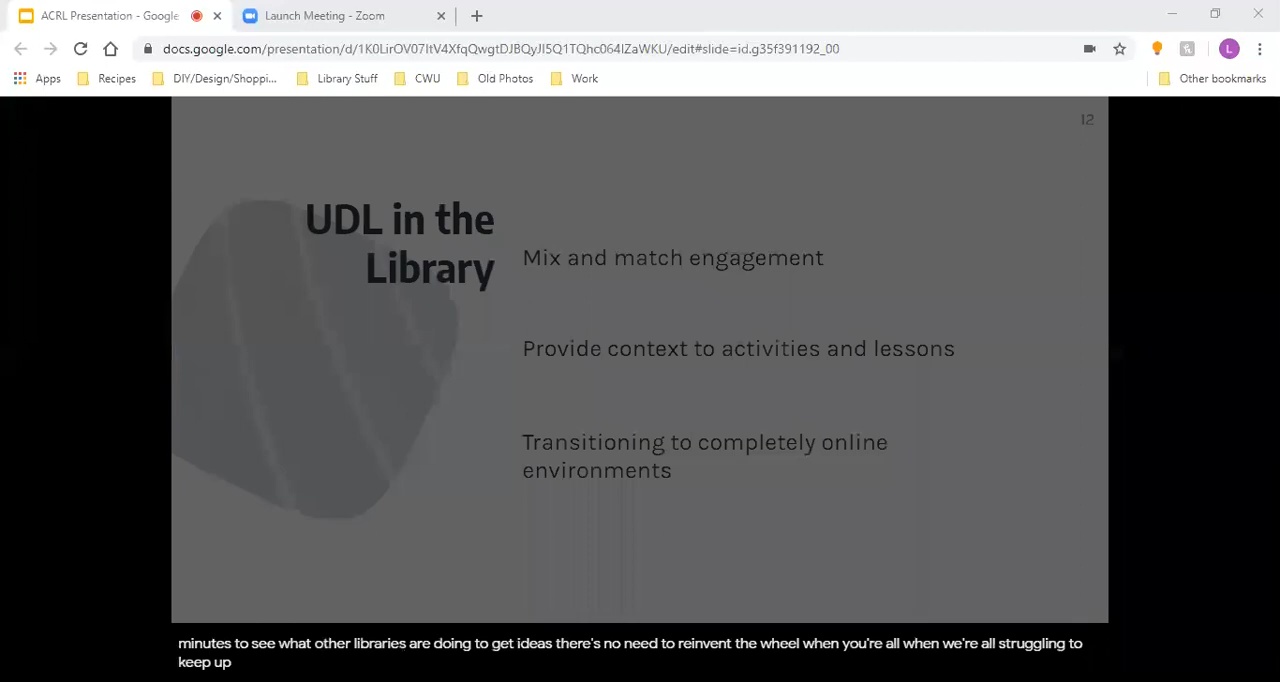 ACRL Presentation - Google
Launch Meeting - Zoom
docs.google.com/presentation/d/1K0LirOV07ItV4XfqQwgtDJBQyJI5Q1TQhc064lZaWKU/edit#slide=id.g35f391192_00
L
Apps
Recipes
DIY/Design/Shoppi...
Library Stuff
CWU
Old Photos
Work
Other bookmarks
12
UDL in the
Library
Mix and match engagement
Provide context to activities and lessons
Transitioning to completely online
environments
minutes to see what other libraries are doing to get ideas there's no need to reinvent the wheel when you're all when we're all struggling to
keep up